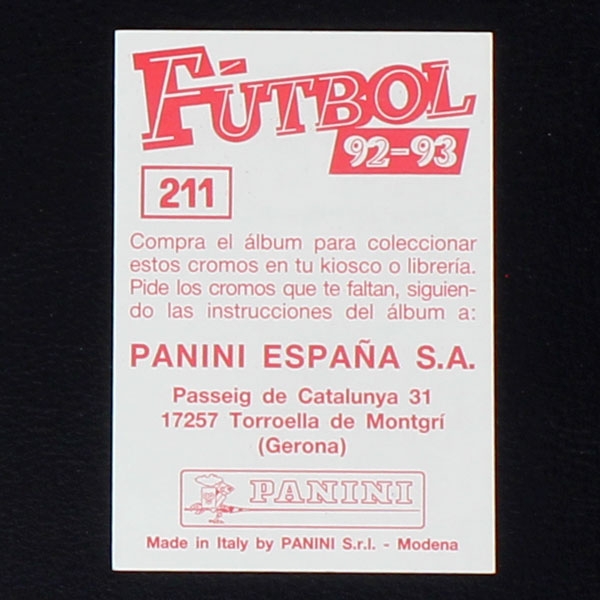 FÚTBOL
92-93
211
Compra el álbum para coleccionar
estos cromos en tu kiosco o librería.
Pide los cromos que te faltan, siguien-
do las instrucciones del álbum a:
PANINI ESPAÑA S.A.
Passeig de Catalunya 31
17257 Torroella de Montgrí
(Gerona)
PANINI
Made in Italy by PANINI S.r.l. - Modena